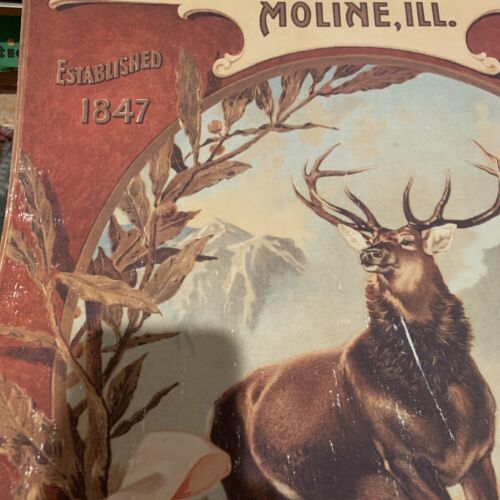 MOLINE, ILL.
ESTABLISHED
1847